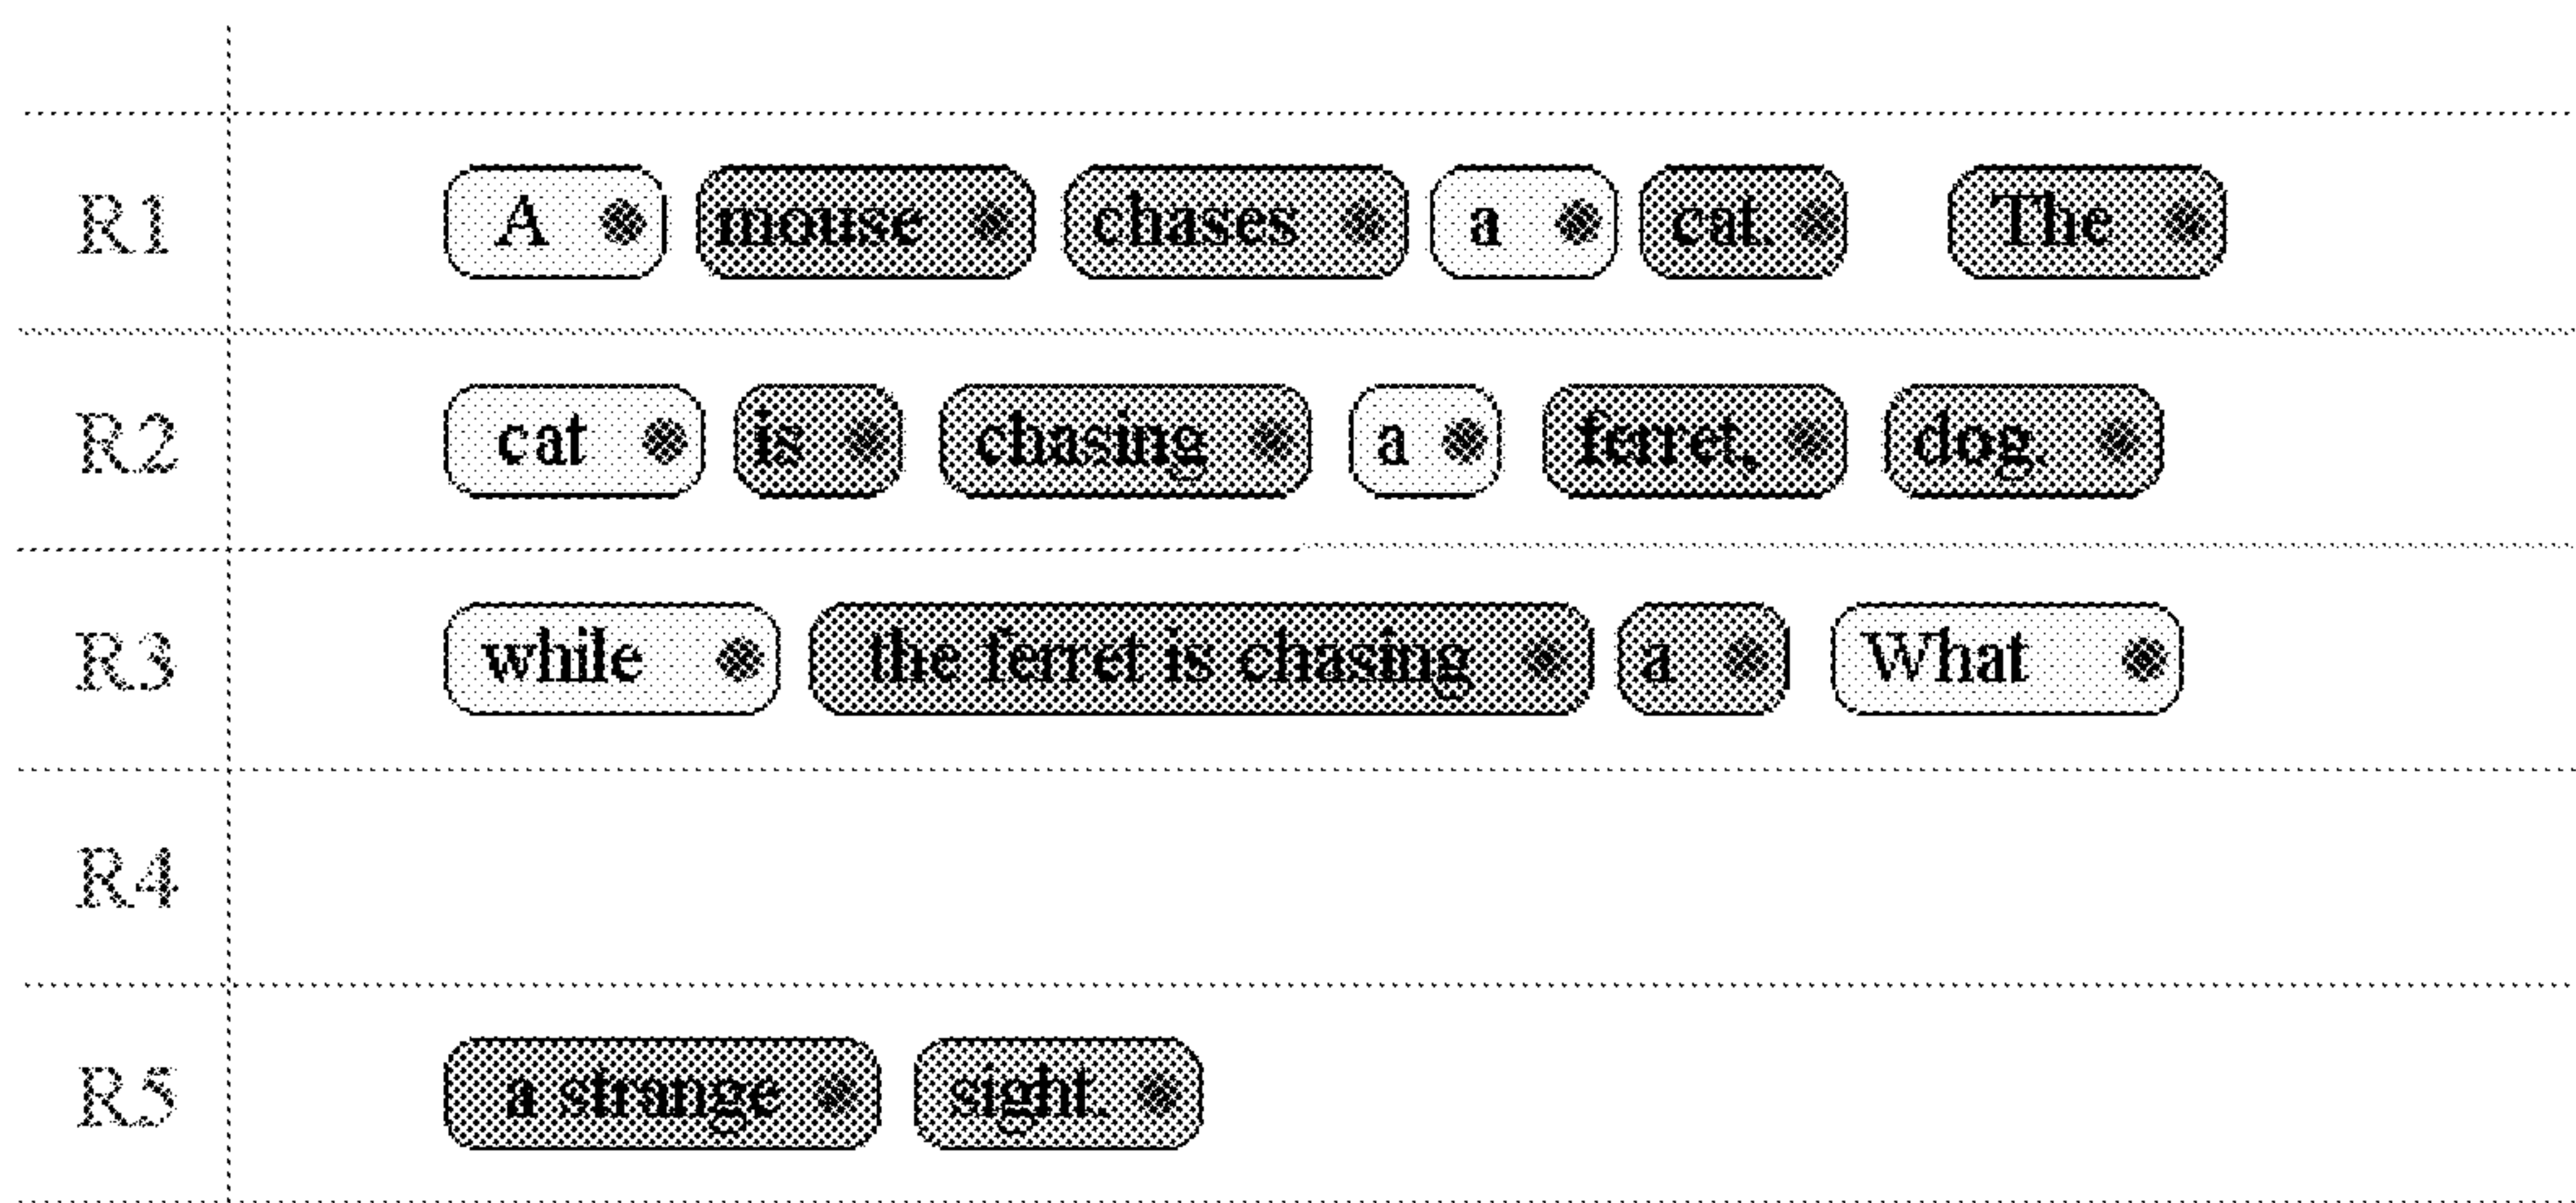 R1 A mouse chases a cat. The
R2 cat is chasing a ferret, dog.
R3 while the ferret is chasing a What
R4
R5 a strange sight.